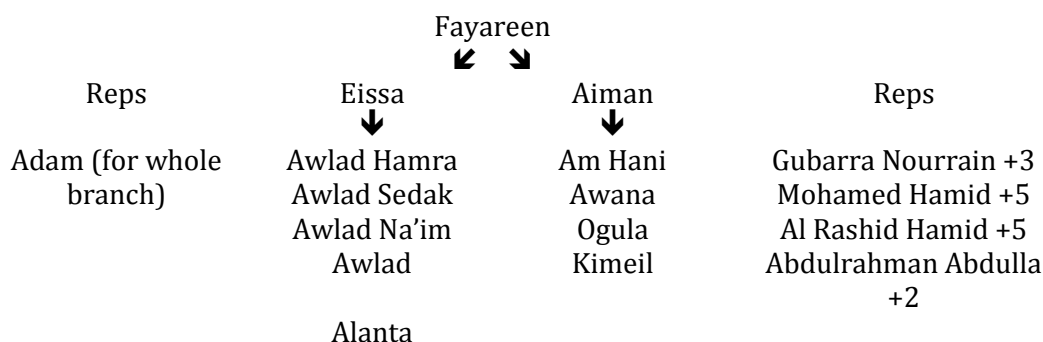 Fayareen
Reps Eissa Aiman Reps
Adam (for whole Awlad Hamra Am Hani Gubarra Nourrain +3
branch) Awlad Sedak Awana Mohamed Hamid +5
Awlad Na’im Ogula Al Rashid Hamid +5
Awlad Kimeil Abdulrahman Abdulla
+2
Alanta